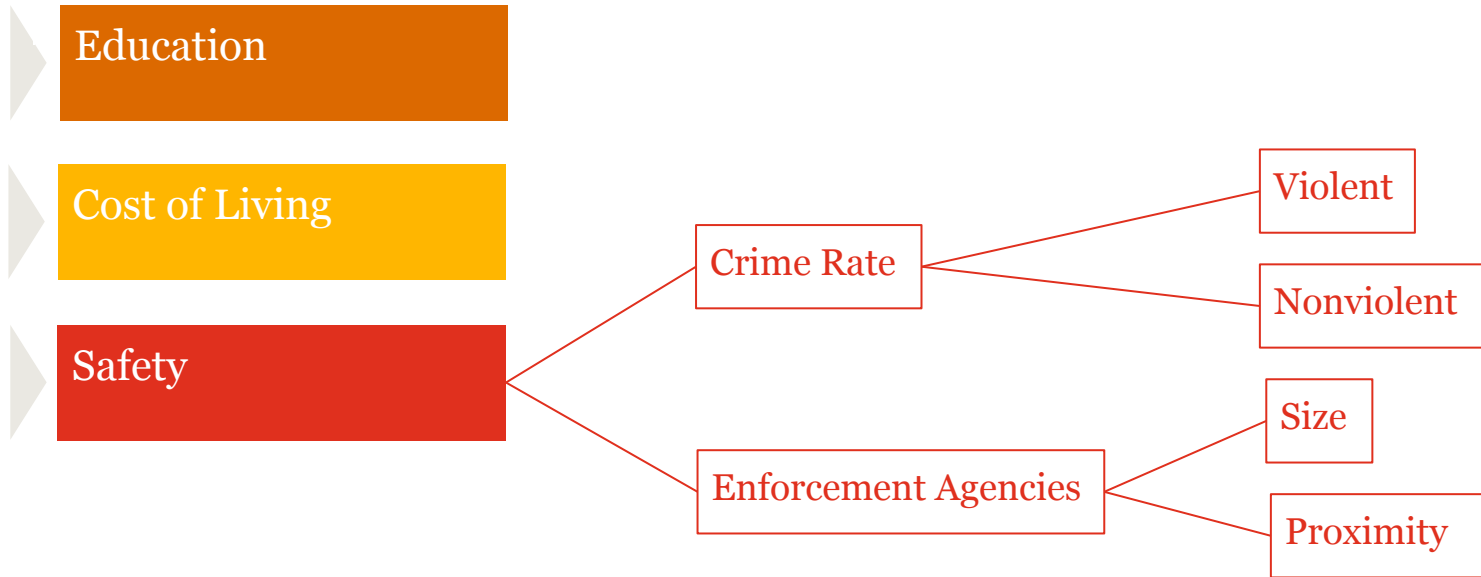 Education
Cost of Living
Safety
Crime Rate
Violent
Nonviolent
Enforcement Agencies
Size
Proximity